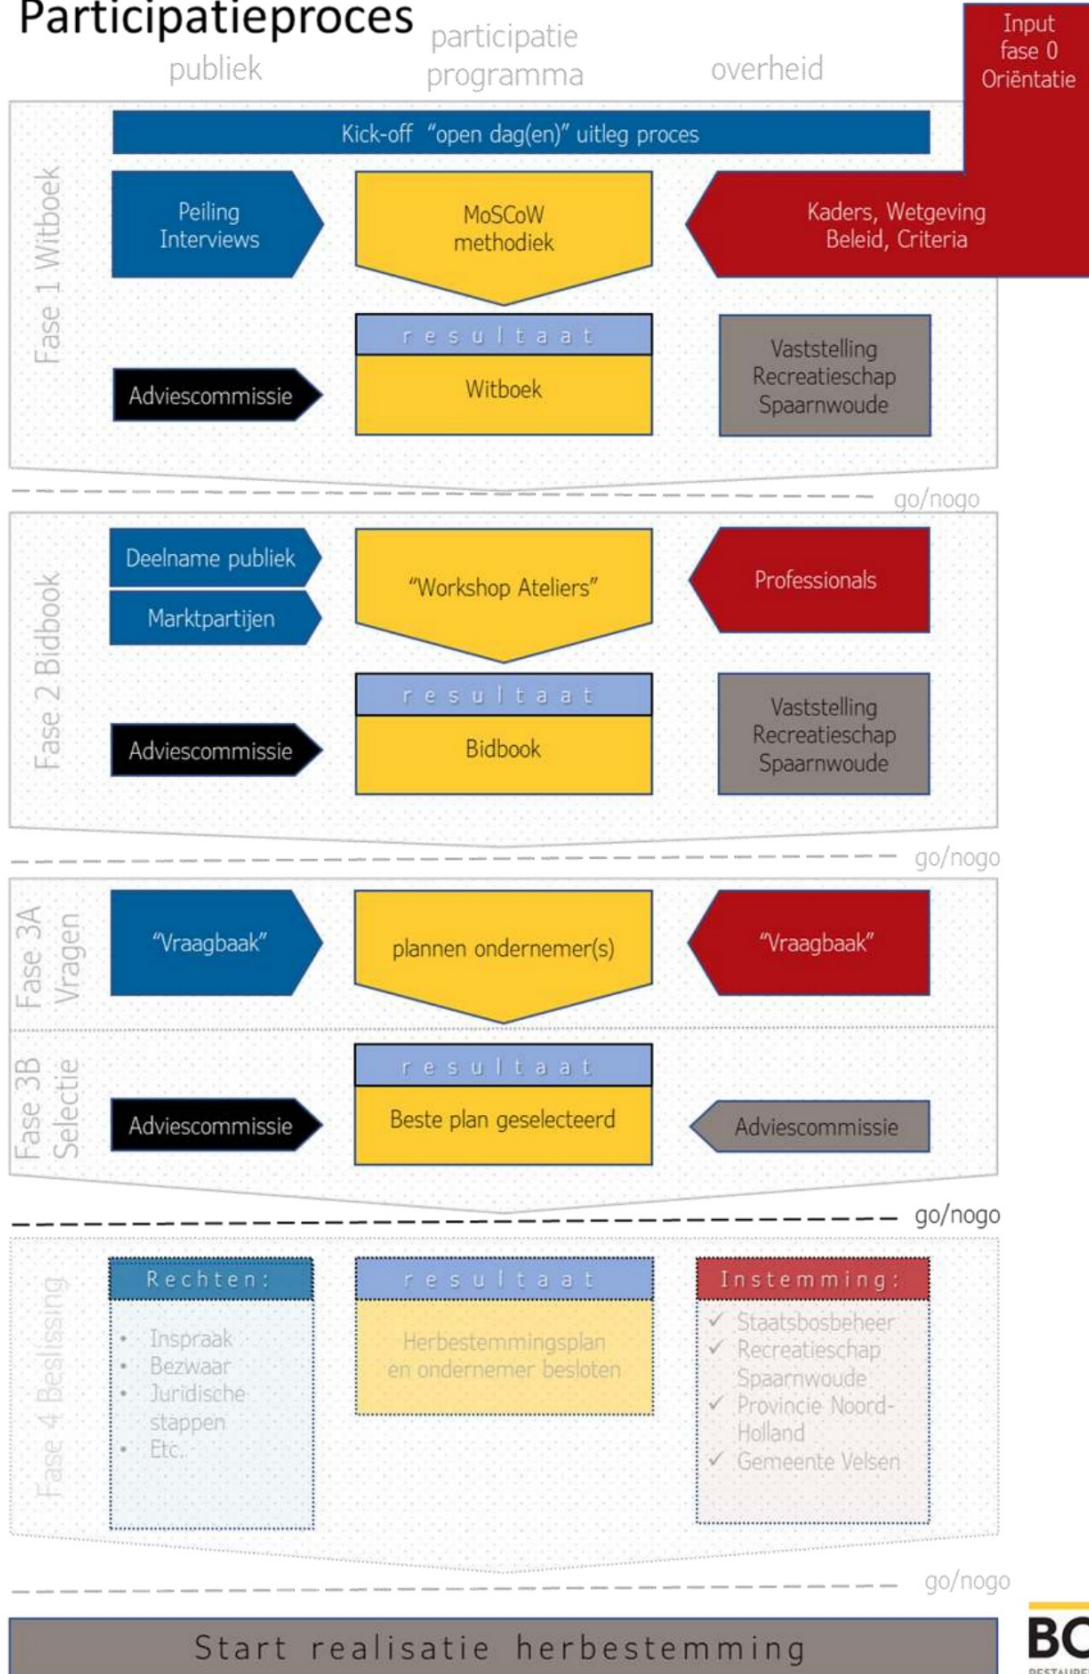 Participatieproces
publiek
participatie
programma
overheid
Input
fase 0
Oriëntatie
Fase 1 Witboek
Kick-off "open dag(en)" uitleg proces
Peiling
Interviews
MoSCoW
methodiek
Kaders, Wetgeving
Beleid, Criteria
resultaat
Witboek
Adviescommissie
Vaststelling
Recreatieschap
Spaarnwoude
go/nogo
Fase 2 Bidbook
Deelname publiek
Marktpartijen
"Workshop Ateliers"
Professionals
resultaat
Bidbook
Adviescommissie
Vaststelling
Recreatieschap
Spaarnwoude
go/nogo
Fase 3A
Vragen
"Vraagbaak"
plannen ondernemer(s)
"Vraagbaak"
Fase 3B
Selectie
resultaat
Adviescommissie
Beste plan geselecteerd
Adviescommissie
go/nogo
Fase 4 Beslissing
Rechten:
• Inspraak
• Bezwaar
• Juridische
stappen
• Etc.
resultaat
Herbestemmingsplan
en ondernemer besloten
Instemming:
✓ Staatsbosbeheer
✓ Recreatieschap
Spaarnwoude
✓ Provincie Noord-
Holland
✓ Gemeente Velsen
go/nogo
Start realisatie herbestemming